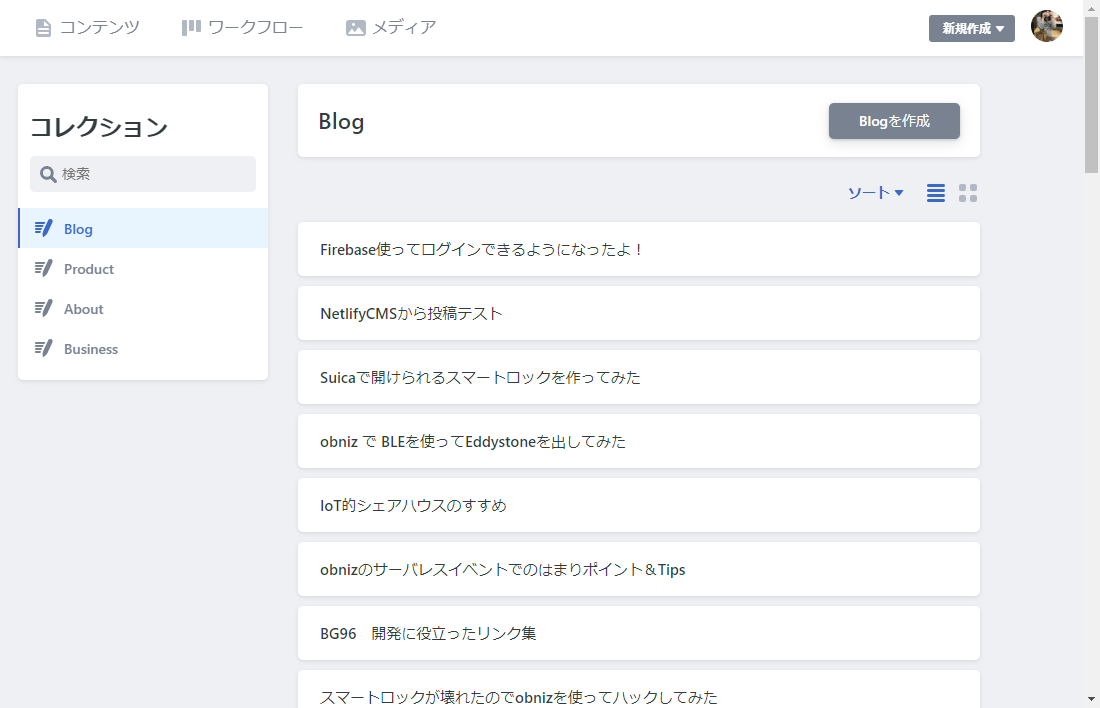 コンテンツ
ワークフロー
メディア
新規作成
コレクション
検索
Blog
Product
About
Business
Blog
Blogを作成
ソート
Firebase使ってログインできるようになったよ！
NetlifyCMSから投稿テスト
Suicaで開けられるスマートロックを作ってみた
obniz で BLEを使ってEddystoneを出してみた
IoT的シェアハウスのすすめ
obnizのサーバレスイベントでのはまりポイント＆Tips
BG96　開発に役立ったリンク集
スマートロックが壊れたのでobnizを使ってハックしてみた